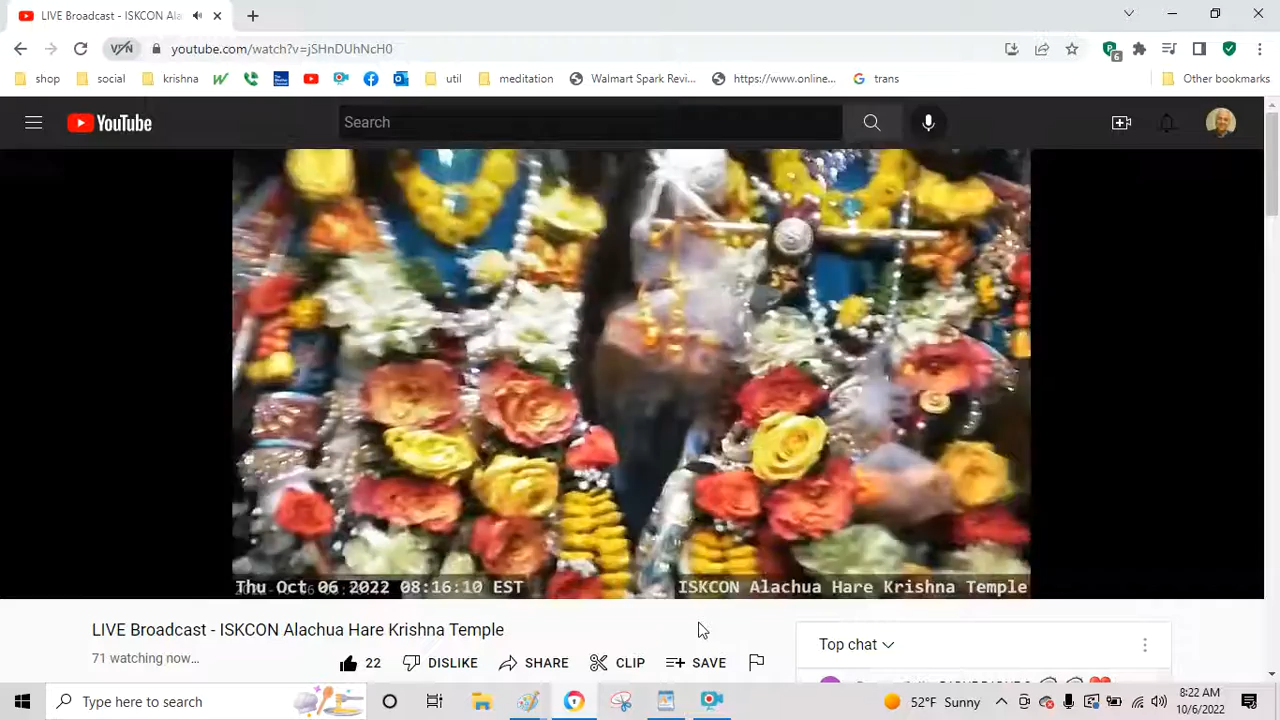 LIVE Broadcast - ISKCON Ala
youtube.com/watch?v=jSHnDUhNcH0
6
shop social krishna util meditation Walmart Spark Revi... https://www.online... trans Other bookmarks
YouTube
Search
Thu Oct 06 2022 08:16:10 EST
ISKCON Alachua Hare Krishna Temple
LIVE Broadcast - ISKCON Alachua Hare Krishna Temple
71 watching now...
22 DISLIKE SHARE CLIP SAVE
Top chat
Type here to search
52°F Sunny
8:22 AM
10/6/2022